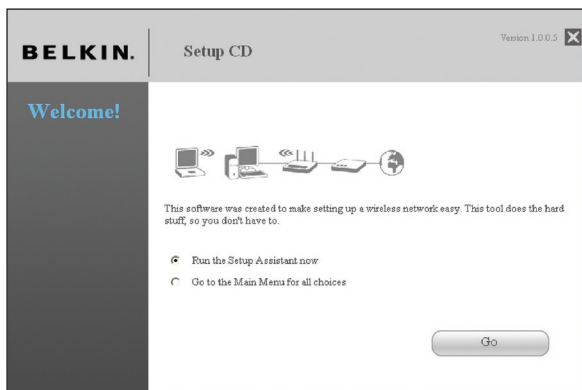 BELKIN.
Setup CD
Version 1.0.0.5
Welcome!
This software was created to make setting up a wireless network easy. This tool does the hard
stuff, so you don't have to.
Run the Setup Assistant now
Go to the Main Menu for all choices
Go